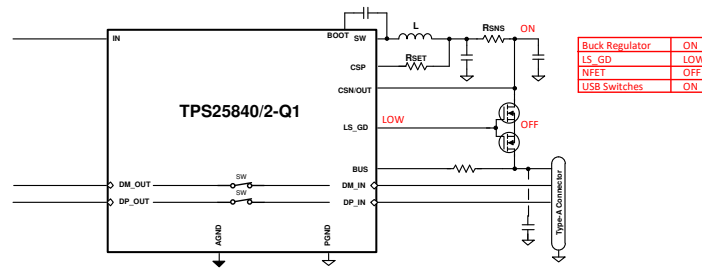 BOOT SW
L
RSNS
ON
IN
CSP
RSET
CSN/OUT
TPS25840/2-Q1
LS_GD
LOW
OFF
BUS
SW
DM_OUT
DM_IN
SW
DP_OUT
DP_IN
AGND
PGND
Type-A Connector
Buck Regulator ON
LS_GD LOW
NFET OFF
USB Switches ON